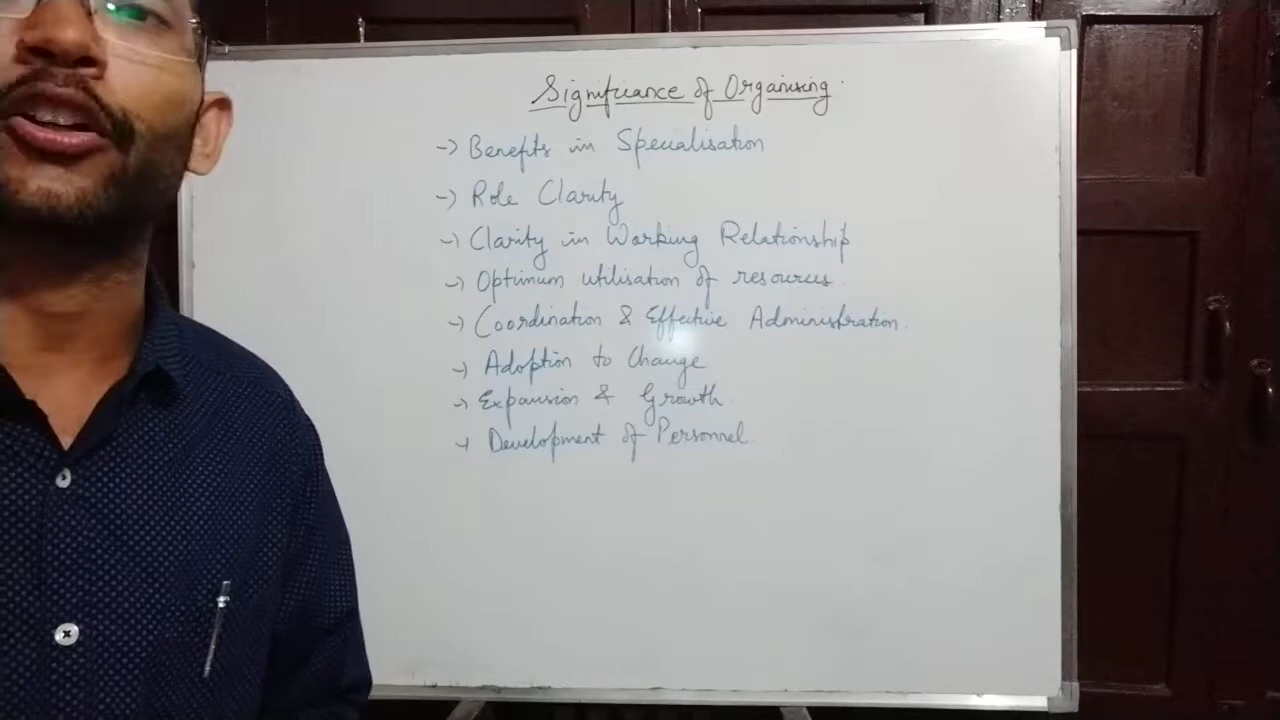 Significance of Organising
-> Benefits in Specialisation
-> Role Clarity
-> Clarity in Working Relationship
-> Optimum utilisation of resources
-> Coordination & Effective Administration.
-> Adoption to Change
-> Expansion & Growth
-> Development of Personnel